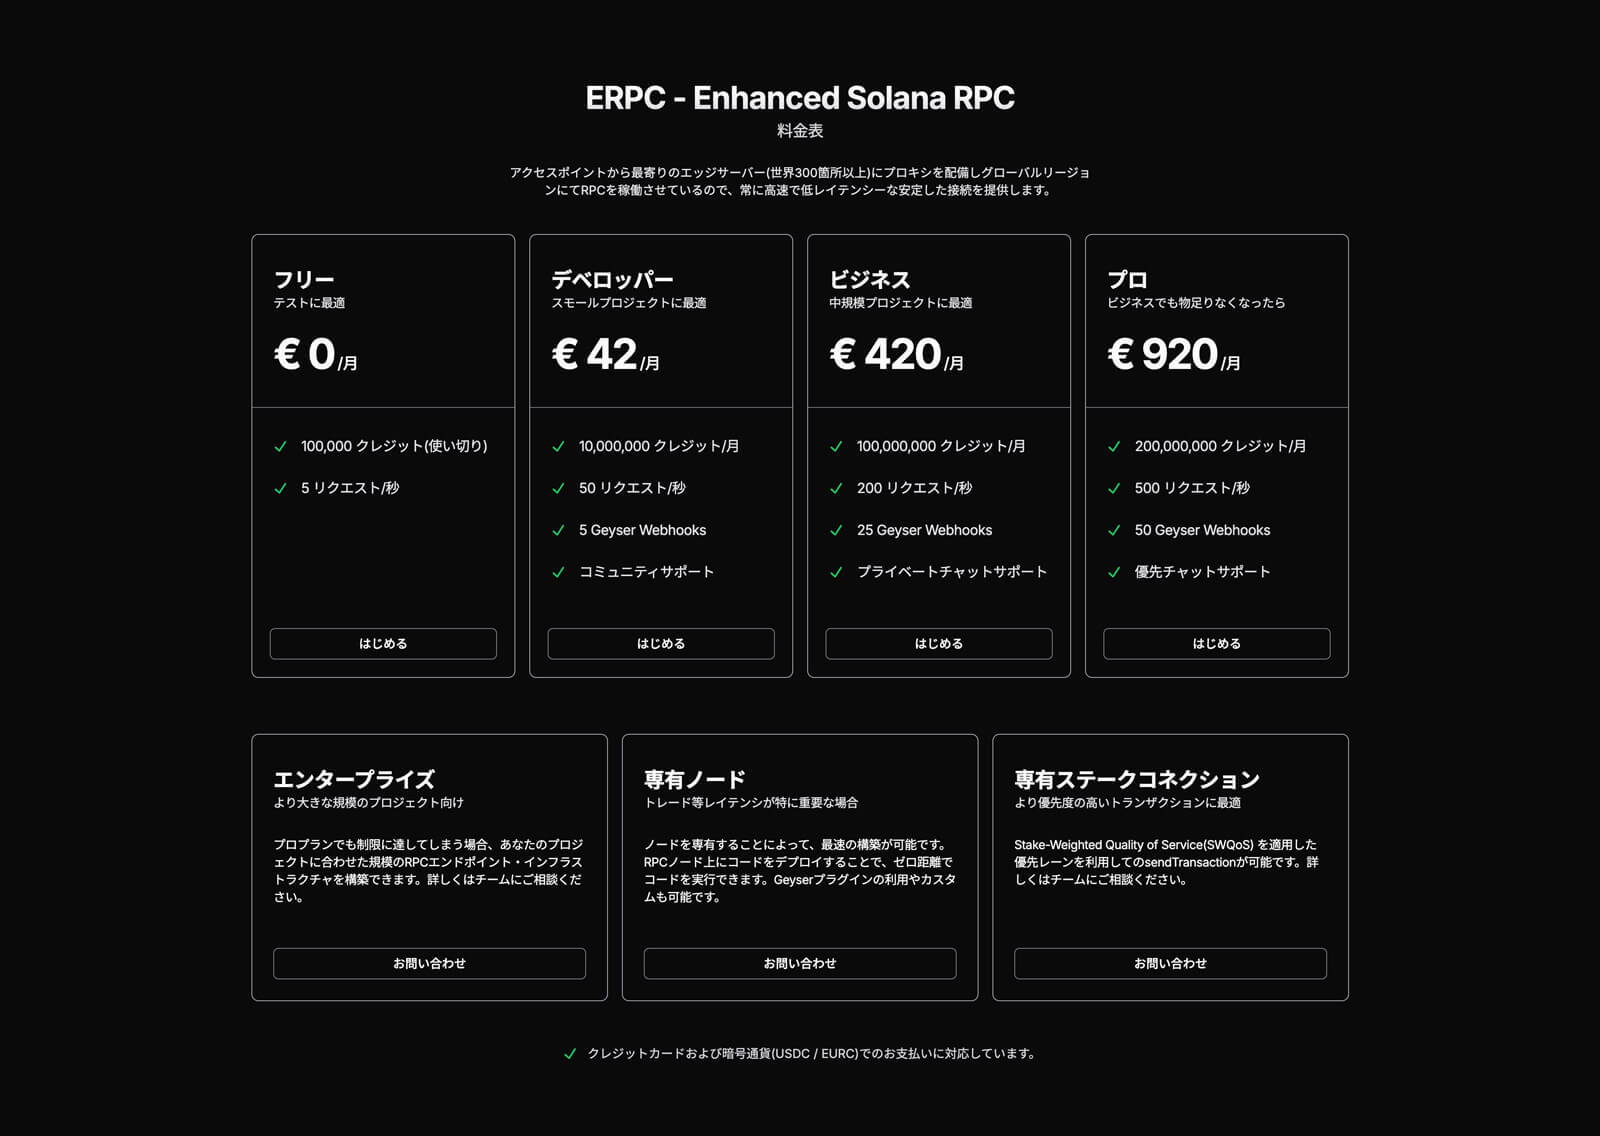 ERPC - Enhanced Solana RPC
料金表
アクセスポイントから最寄りのエッジサーバー(世界300箇所以上)にプロキシを配備しグローバルリージョ
ンにてRPCを稼働させているので、常に高速で低レイテンシーな安定した接続を提供します。
フリー
テストに最適
€ 0/月
100,000 クレジット(使い切り)
5 リクエスト/秒
はじめる
デベロッパー
スモールプロジェクトに最適
€ 42/月
10,000,000 クレジット/月
50 リクエスト/秒
5 Geyser Webhooks
コミュニティサポート
はじめる
ビジネス
中規模プロジェクトに最適
€ 420/月
100,000,000 クレジット/月
200 リクエスト/秒
25 Geyser Webhooks
プライベートチャットサポート
はじめる
プロ
ビジネスでも物足りなくなったら
€ 920/月
200,000,000 クレジット/月
500 リクエスト/秒
50 Geyser Webhooks
優先チャットサポート
はじめる
エンタープライズ
より大きな規模のプロジェクト向け
プロプランでも制限に達してしまう場合、あなたのプロジ
ェクトに合わせた規模のRPCエンドポイント・インフラス
トラクチャを構築できます。詳しくはチームにご相談くだ
さい。
お問い合わせ
専有ノード
トレード等レイテンシが特に重要な場合
ノードを専有することによって、最速の構築が可能です。
RPCノード上にコードをデプロイすることで、ゼロ距離で
コードを実行できます。Geyserプラグインの利用やカスタ
ムも可能です。
お問い合わせ
専有ステークコネクション
より優先度の高いトランザクションに最適
Stake-Weighted Quality of Service(SWQoS) を適用した
優先レーンを利用してのsendTransactionが可能です。詳
しくはチームにご相談ください。
お問い合わせ
クレジットカードおよび暗号通貨(USDC / EURC)でのお支払いに対応しています。